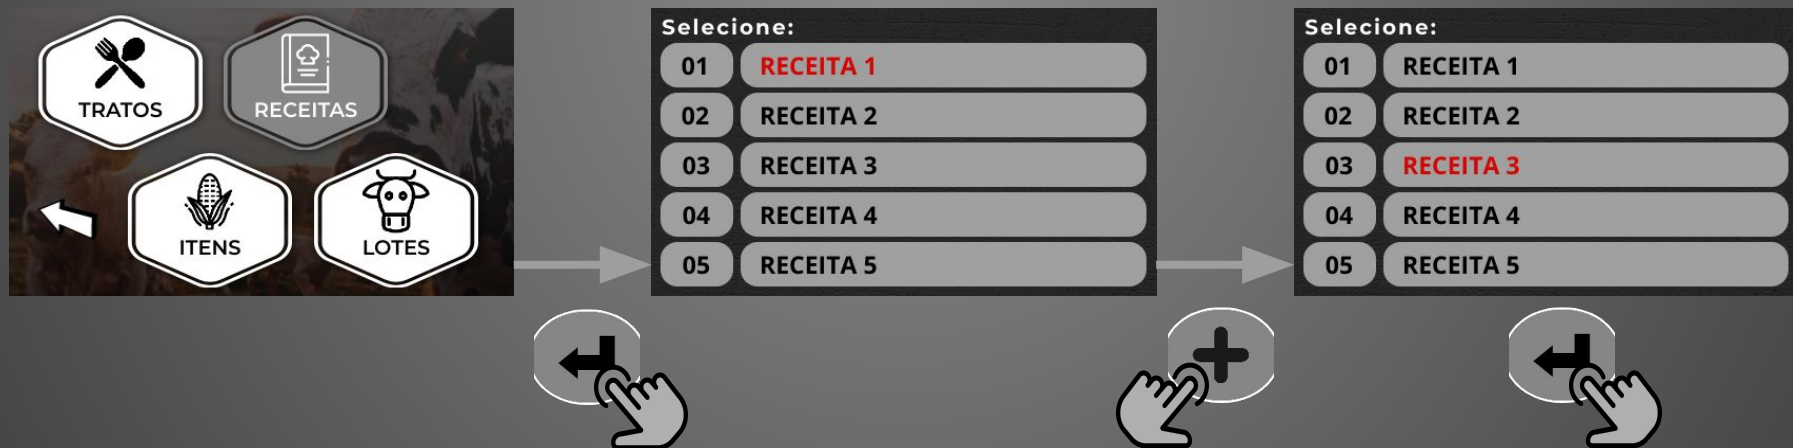 TRATOS
RECEITAS
ITENS
LOTES
Selecione:
01 RECEITA 1
02 RECEITA 2
03 RECEITA 3
04 RECEITA 4
05 RECEITA 5
Selecione:
01 RECEITA 1
02 RECEITA 2
03 RECEITA 3
04 RECEITA 4
05 RECEITA 5